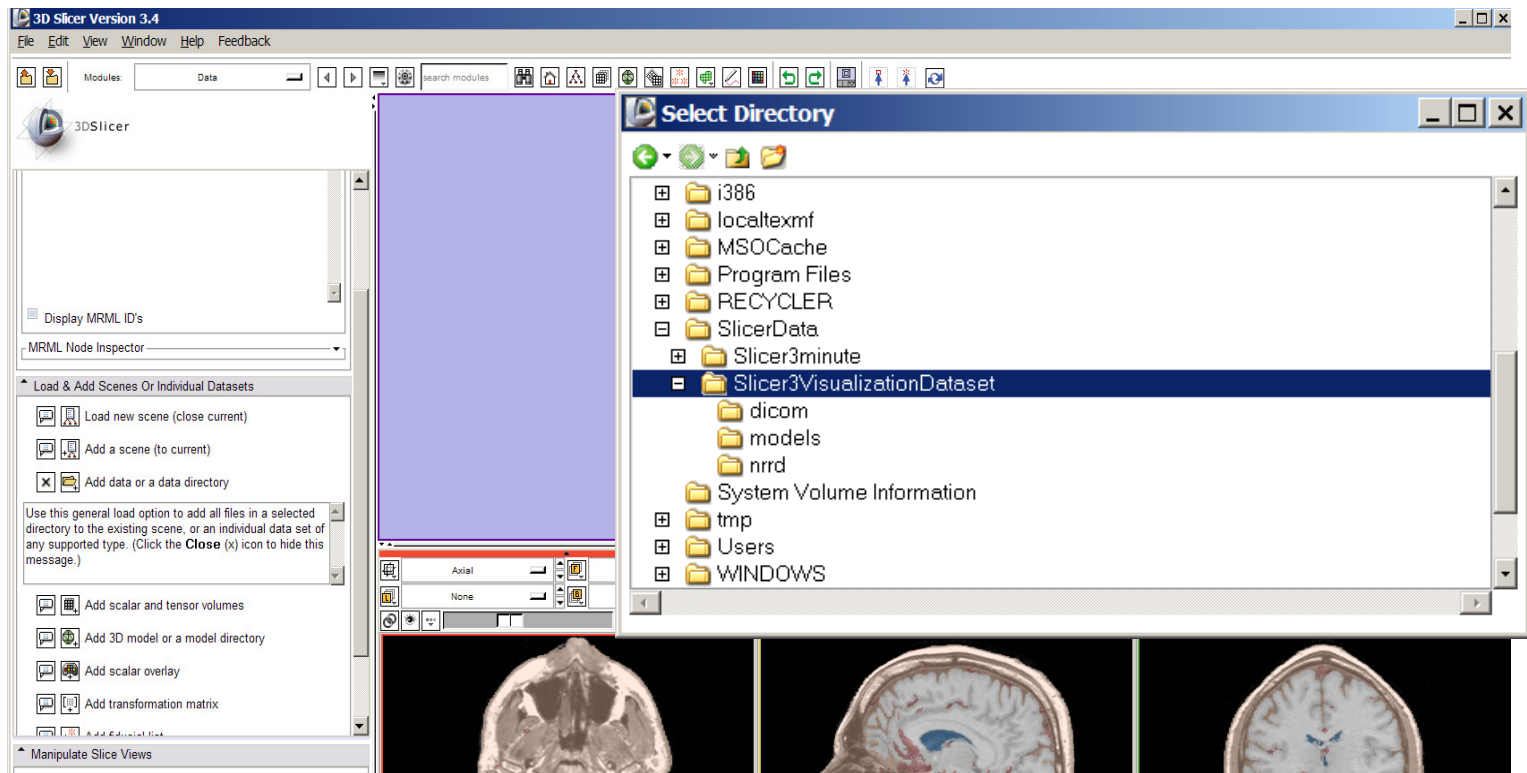 3D Slicer Version 3.4
File Edit View Window Help Feedback
Modules: Data search modules
3DSlicer
Display MRML ID's
MRML Node Inspector
Load & Add Scenes Or Individual Datasets
Load new scene (close current)
Add a scene (to current)
Add data or a data directory
Use this general load option to add all files in a selected
directory to the existing scene, or an individual data set of
any supported type. (Click the Close (x) icon to hide this
message.)
Add scalar and tensor volumes
Add 3D model or a model directory
Add scalar overlay
Add transformation matrix
Add fiducial list
Manipulate Slice Views
Axial
None
Select Directory
i386
localtexmf
MSOCache
Program Files
RECYCLER
SlicerData
Slicer3minute
Slicer3VisualizationDataset
dicom
models
nrrd
System Volume Information
tmp
Users
WINDOWS